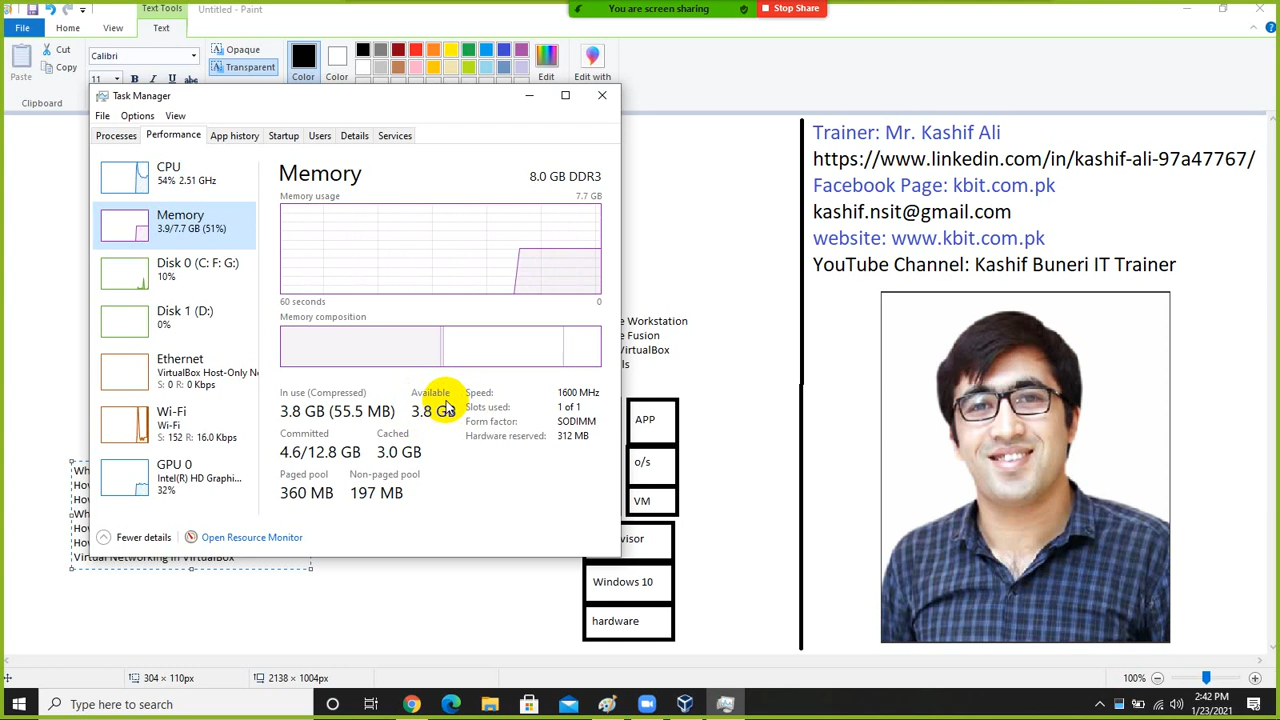 Text Tools
Untitled - Paint
You are screen sharing
Stop Share
File
Home
View
Text
Paste
Cut
Copy
Clipboard
Calibri
11
B
I
U
abc
Opaque
Transparent
Color
Color
Edit
Edit with
Task Manager
File
Options
View
Processes
Performance
App history
Startup
Users
Details
Services
CPU
54% 2.51 GHz
Memory
3.9/7.7 GB (51%)
Disk 0 (C: F: G:)
10%
Disk 1 (D:)
0%
Ethernet
VirtualBox Host-Only N
S: 0 R: 0 Kbps
Wi-Fi
Wi-Fi
S: 152 R: 16.0 Kbps
GPU 0
Intel(R) HD Graphi...
32%
Memory
8.0 GB DDR3
Memory usage
7.7 GB
60 seconds
0
Memory composition
In use (Compressed)
3.8 GB (55.5 MB)
Available
3.8 GB
Speed:
1600 MHz
Slots used:
1 of 1
Form factor:
SODIMM
Hardware reserved:
312 MB
Committed
4.6/12.8 GB
Cached
3.0 GB
Paged pool
360 MB
Non-paged pool
197 MB
Fewer details
Open Resource Monitor
Virtual Networking in VirtualBox
e Workstation
e Fusion
VirtualBox
APP
o/s
VM
visor
Windows 10
hardware
Trainer: Mr. Kashif Ali
https://www.linkedin.com/in/kashif-ali-97a47767/
Facebook Page: kbit.com.pk
kashif.nsit@gmail.com
website: www.kbit.com.pk
YouTube Channel: Kashif Buneri IT Trainer
304 × 110px
2138 × 1004px
100%
Type here to search
2:42 PM
1/23/2021